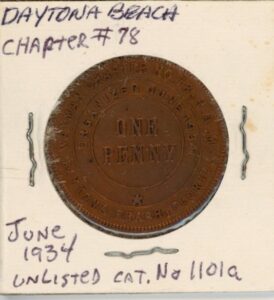 DAYTONA BEACH
CHAPTER # 78
ONE
PENNY
JUNE
1934
UNLISTED CAT. No 1101a